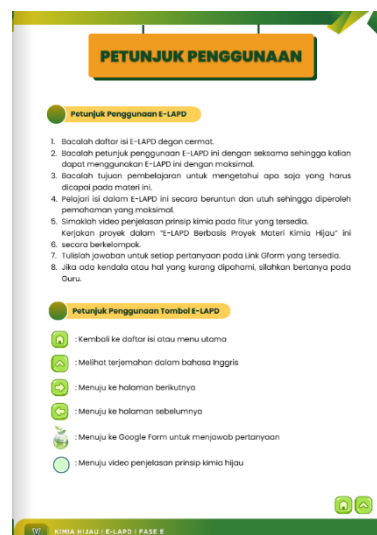 PETUNJUK PENGGUNAAN
Petunjuk Penggunaan E-LAPD
1. Bacalah daftar isi E-LAPD degan cermat.
2. Bacalah petunjuk penggunaan E-LAPD ini dengan seksama sehingga kalian
dapat menggunakan E-LAPD ini dengan maksimal.
3. Bacalah tujuan pembelajaran untuk mengetahui apa saja yang harus
dicapai pada materi ini.
4. Pelajari isi dalam E-LAPD ini secara beruntun dan utuh sehingga diperoleh
pemahaman yang maksimal.
5. Simaklah video penjelasan prinsip kimia pada fitur yang tersedia.
Kerjakan proyek dalam "E-LAPD Berbasis Proyek Materi Kimia Hijau" ini
6. secara berkelompok.
7. Tulislah jawaban untuk setiap pertanyaan pada Link Gform yang tersedia.
8. Jika ada kendala atau hal yang kurang dipahami, silahkan bertanya pada
Guru.
Petunjuk Penggunaan Tombol E-LAPD
: Kembali ke daftar isi atau menu utama
: Melihat terjemahan dalam bahasa Inggris
: Menuju ke halaman berikutnya
: Menuju ke halaman sebelumnya
: Menuju ke Google Form untuk menjawab pertanyaan
: Menuju video penjelasan prinsip kimia hijau
KIMIA HIJAU | E-LAPD | FASE E